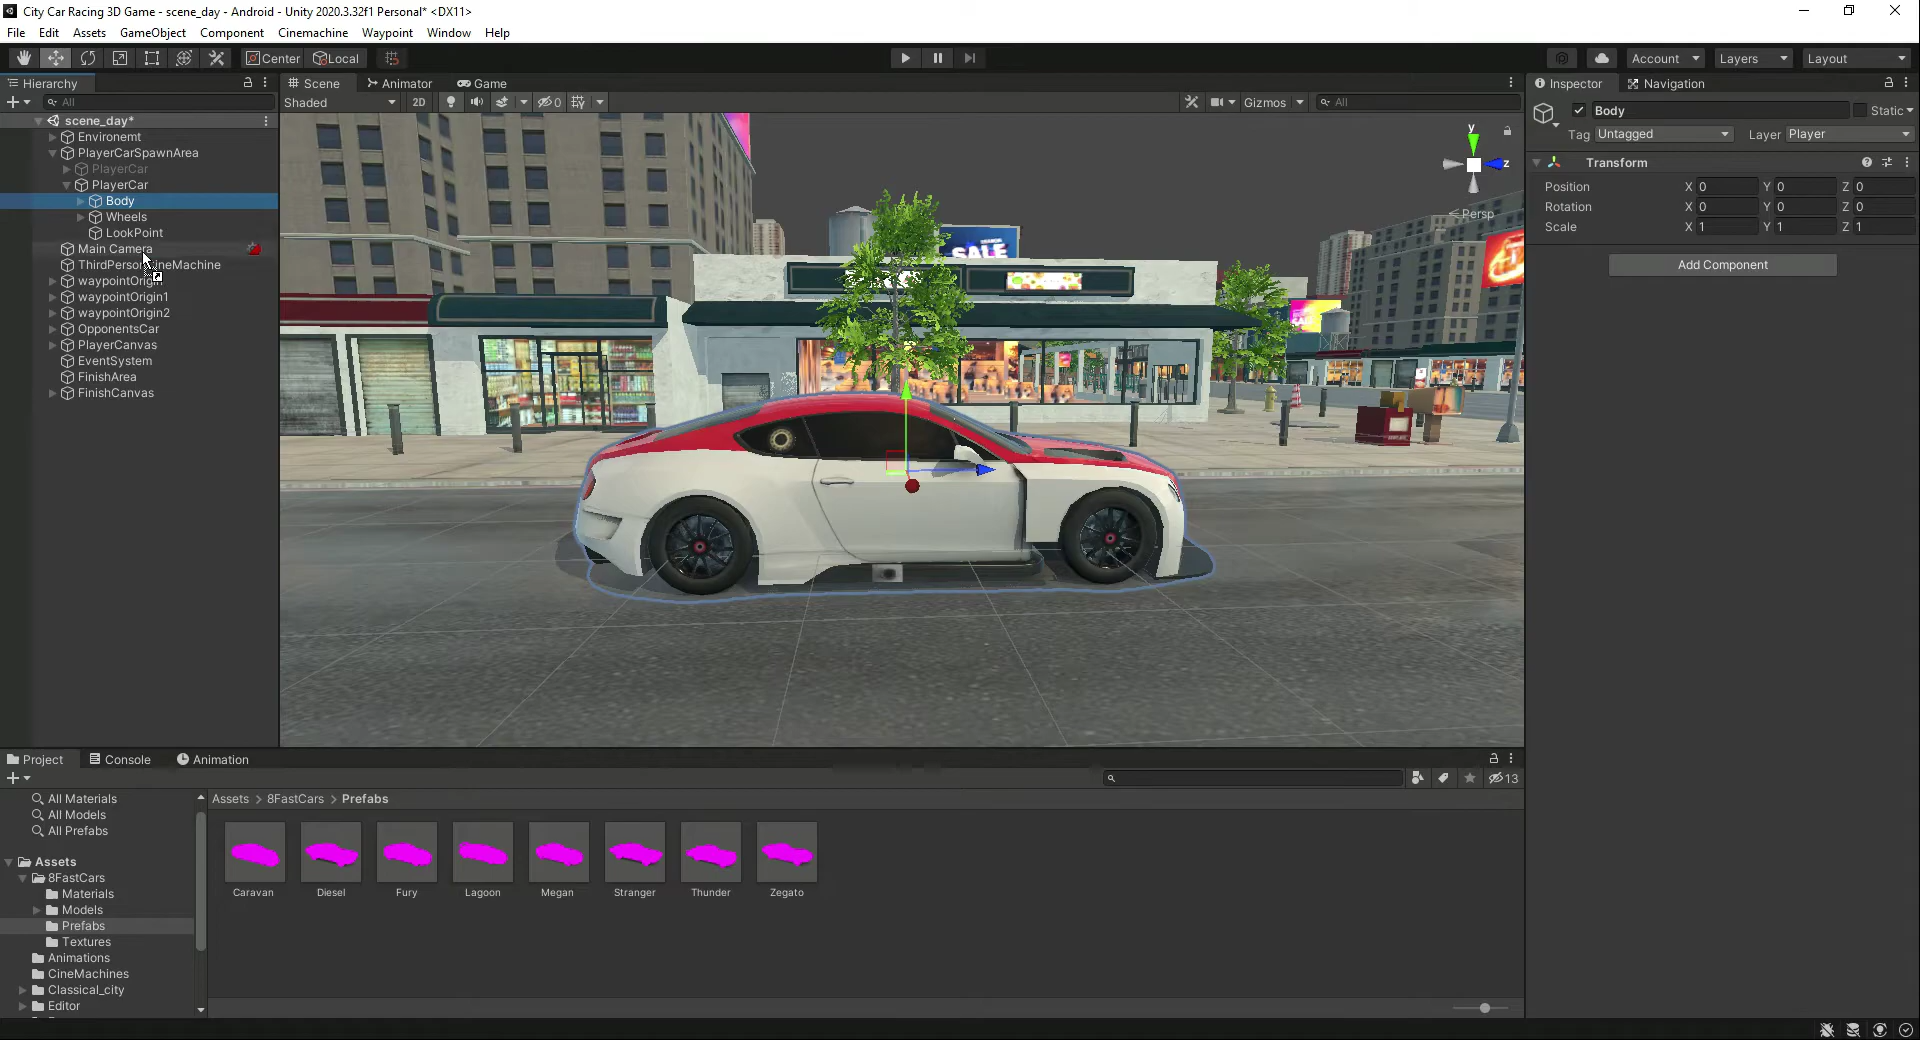 City Car Racing 3D Game - scene_day - Android - Unity 2020.3.32f1 Personal* <DX11>
File Edit Assets GameObject Component Cinemachine Waypoint Window Help
Center Local Account Layers Layout
Hierarchy
All
scene_day*
Environemt
PlayerCarSpawnArea
PlayerCar
PlayerCar
Body
Wheels
LookPoint
Main Camera
ThirdPersonCineMachine
waypointOrigin
waypointOrigin1
waypointOrigin2
OpponentsCar
PlayerCanvas
EventSystem
FinishArea
FinishCanvas
Scene Animator Game
Shaded 2D 0 Gizmos All
y
z
Persp
SALE
Inspector Navigation
Body Static
Tag Untagged Layer Player
Transform
Position X 0 Y 0 Z 0
Rotation X 0 Y 0 Z 0
Scale X 1 Y 1 Z 1
Add Component
Project Console Animation
13
All Materials
All Models
All Prefabs
Assets
8FastCars
Materials
Models
Prefabs
Textures
Animations
CineMachines
Classical_city
Editor
Assets > 8FastCars > Prefabs
Caravan Diesel Fury Lagoon Megan Stranger Thunder Zegato